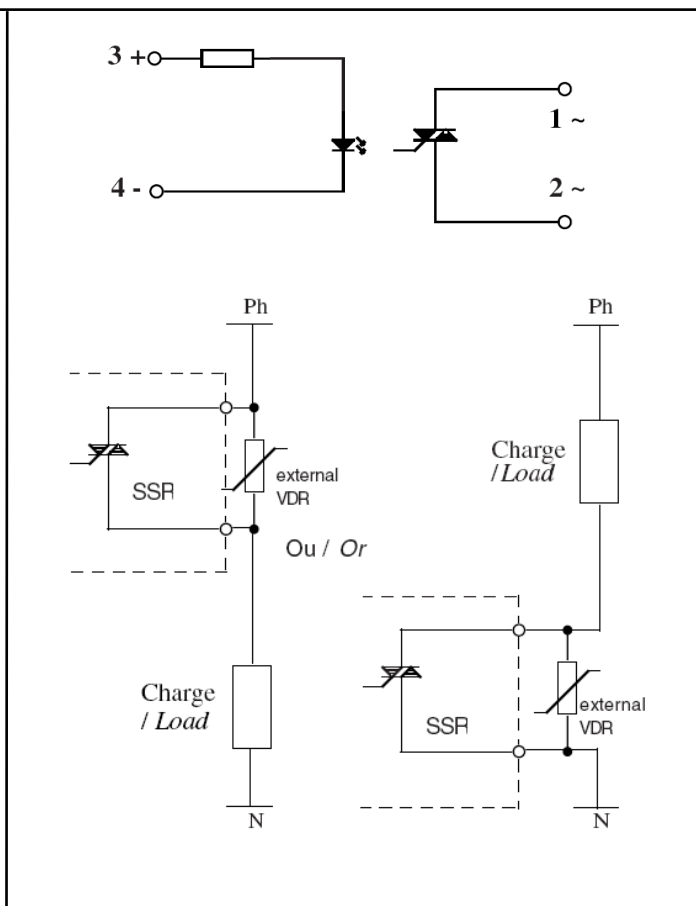 3 +
1 ~
4 -
2 ~
Ph
SSR
external
VDR
Ou / Or
Charge
/ Load
N
Ph
Charge
/Load
SSR
external
VDR
N